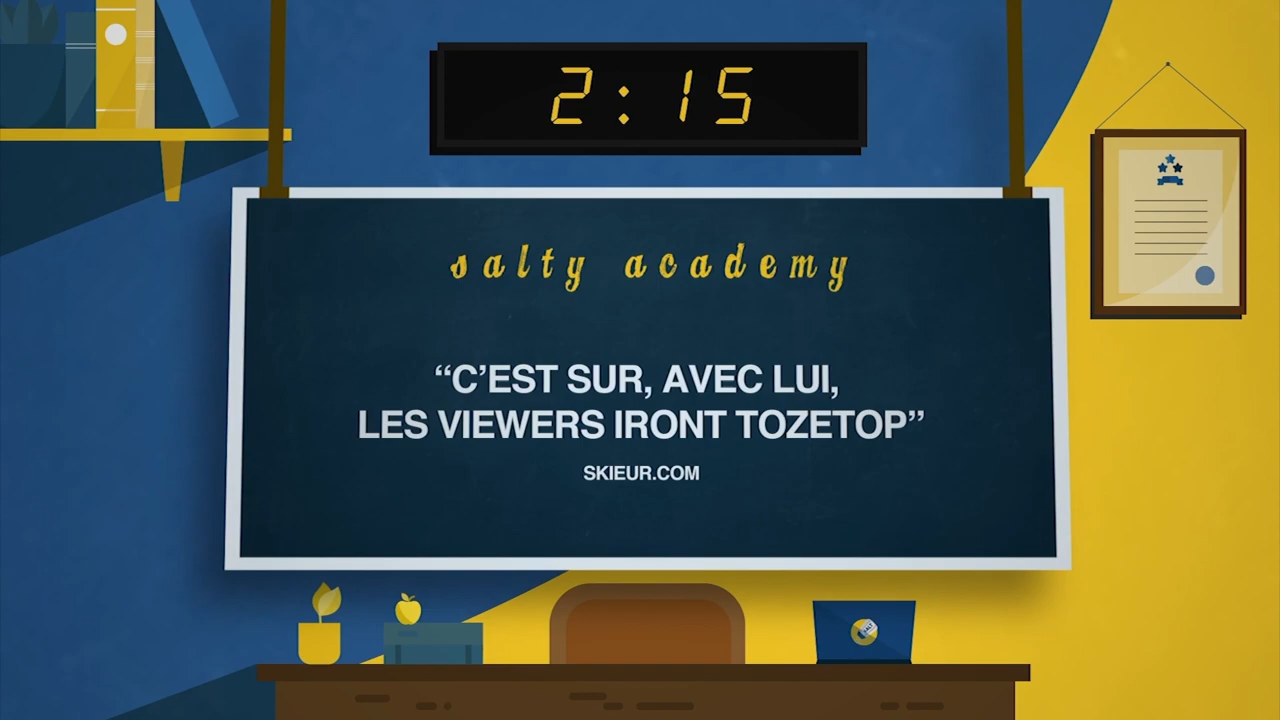 2:15
salty academy
“C’EST SUR, AVEC LUI,
LES VIEWERS IRONT TOZETOP”
SKIEUR.COM